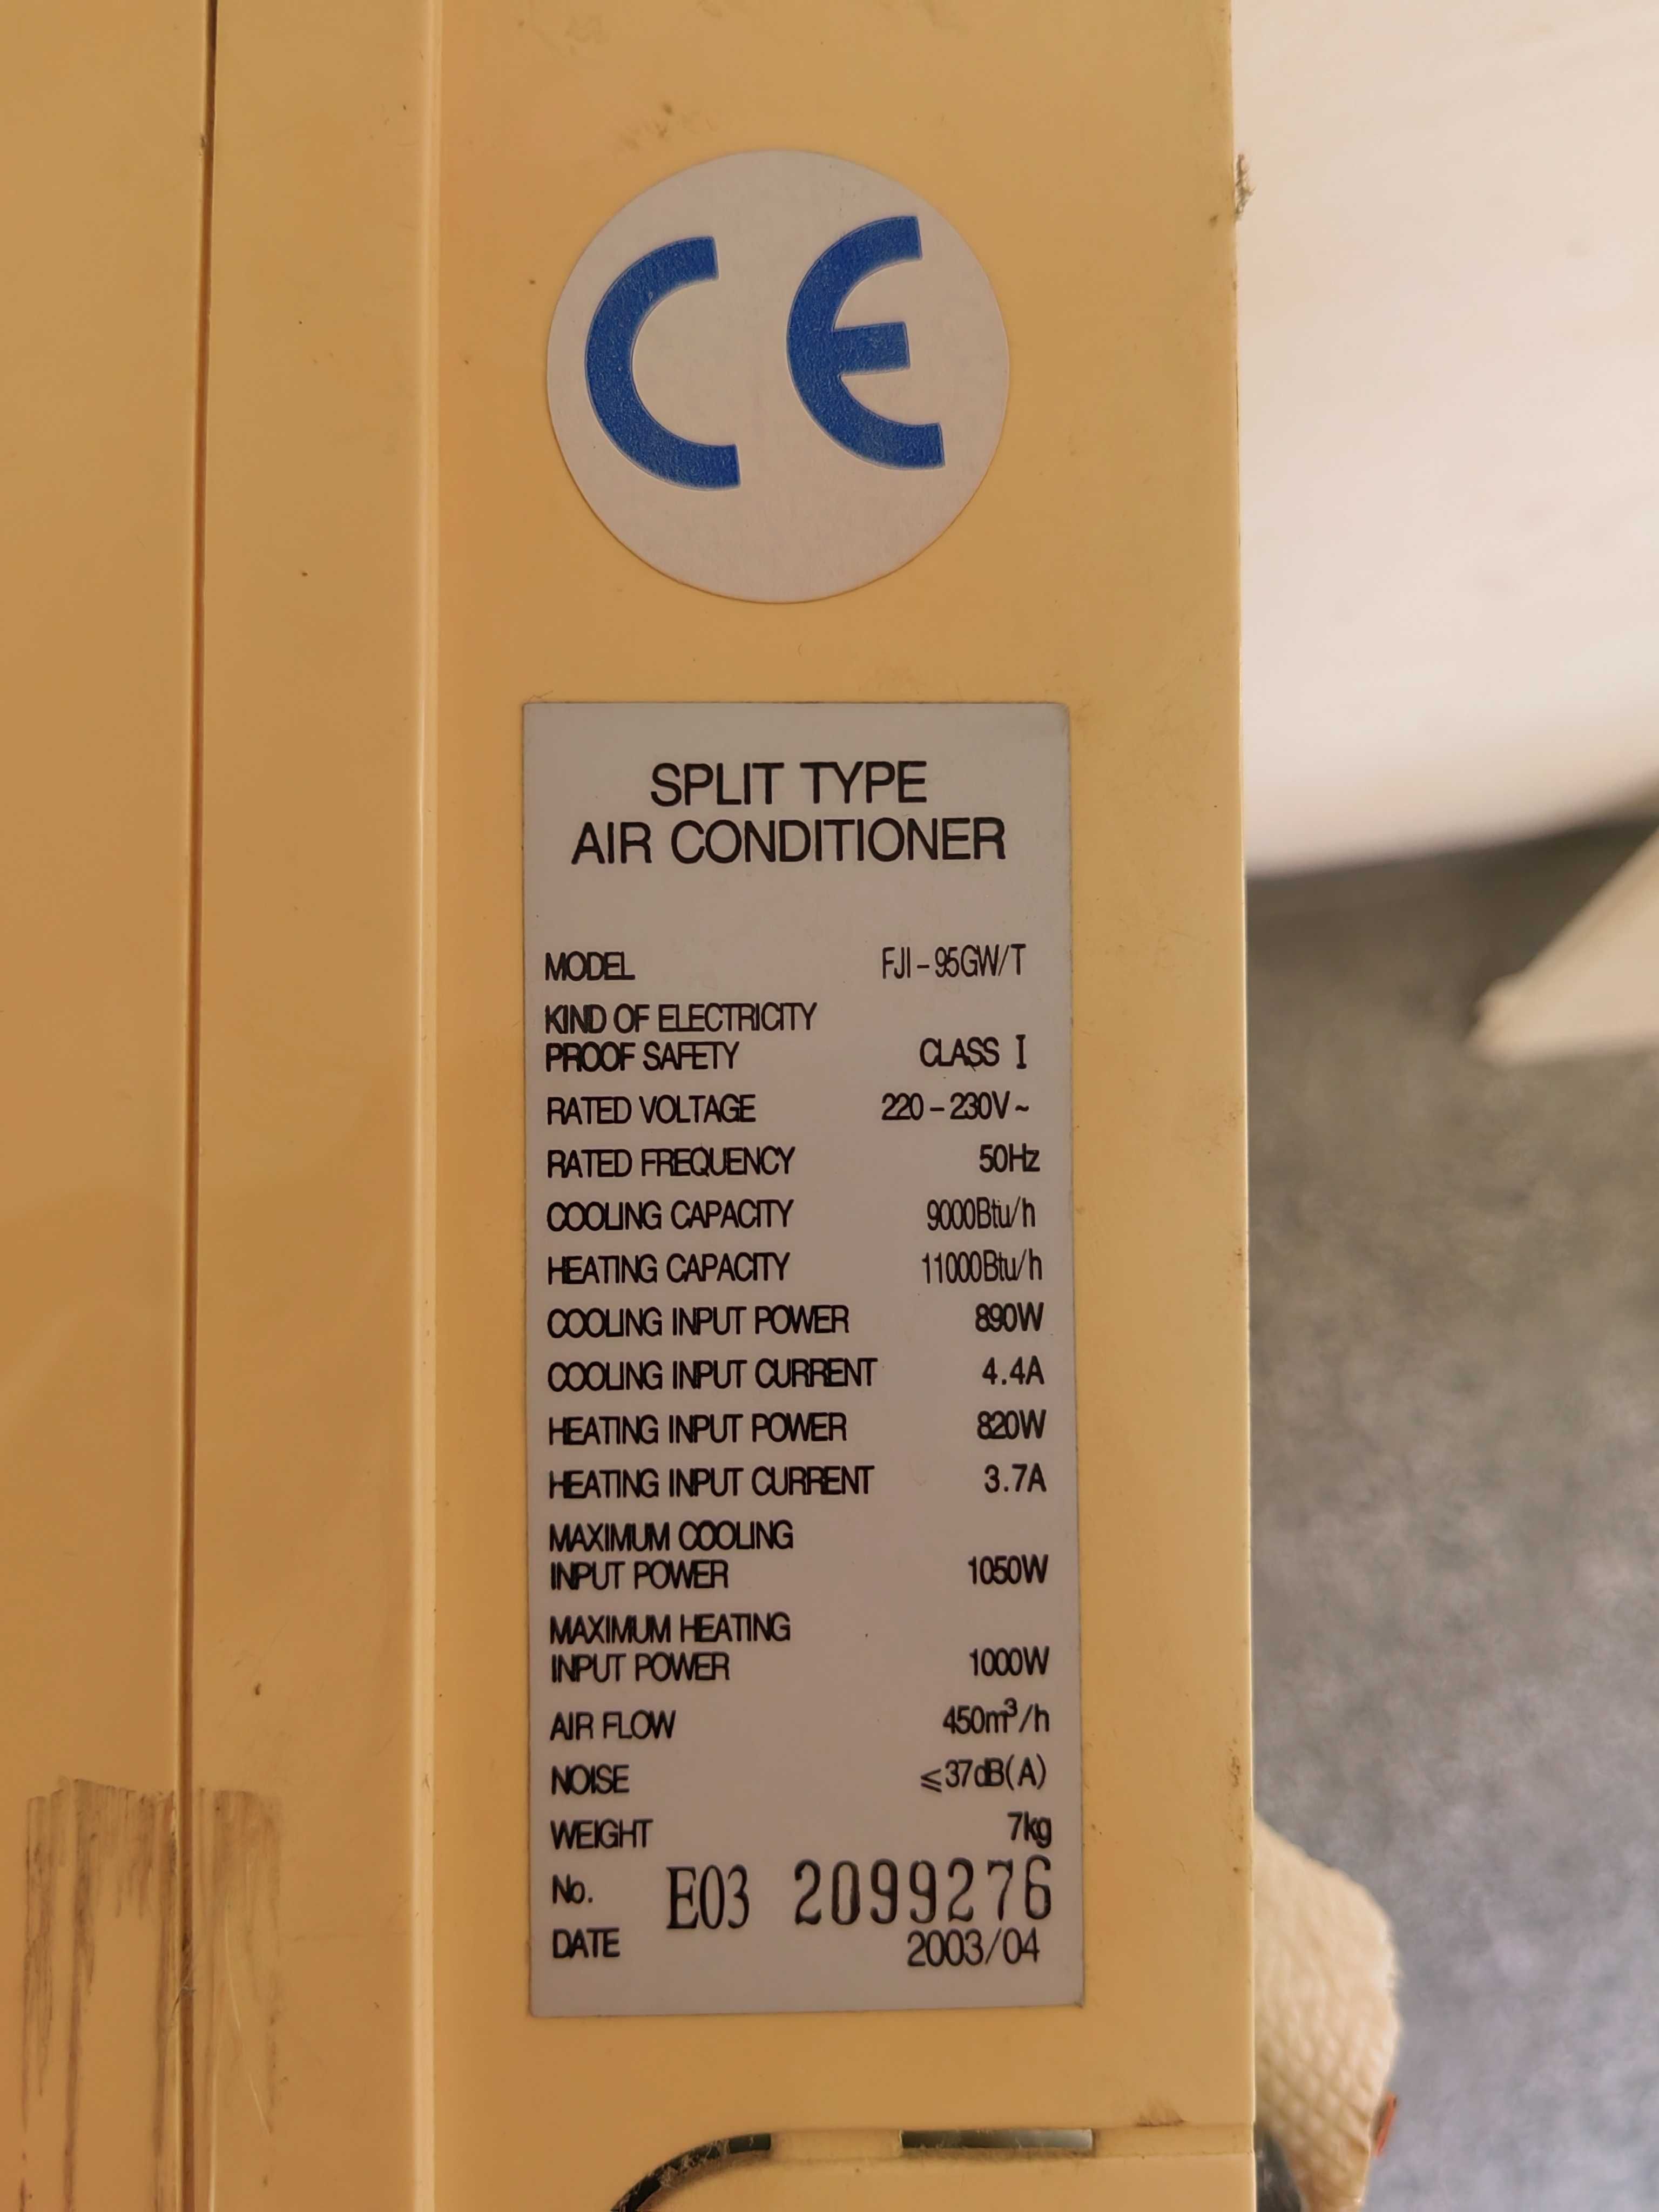 CE
SPLIT TYPE
AIR CONDITIONER
MODEL FJI-95GW/T
KIND OF ELECTRICITY
PROOF SAFETY CLASS I
RATED VOLTAGE 220-230V~
RATED FREQUENCY 50Hz
COOLING CAPACITY 9000Btu/h
HEATING CAPACITY 11000Btu/h
COOLING INPUT POWER 890W
COOLING INPUT CURRENT 4.4A
HEATING INPUT POWER 820W
HEATING INPUT CURRENT 3.7A
MAXIMUM COOLING
INPUT POWER 1050W
MAXIMUM HEATING
INPUT POWER 1000W
AIR FLOW 450m³/h
NOISE ≤37dB(A)
WEIGHT 7kg
No. E03 2099276
DATE 2003/04